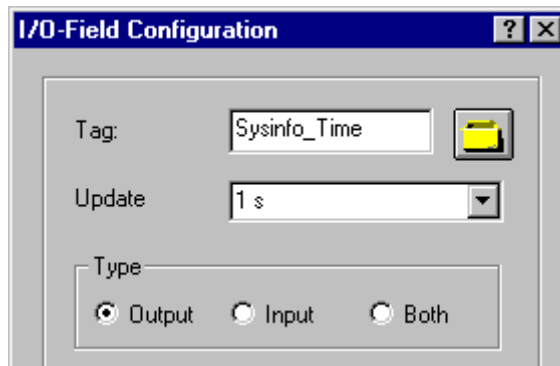 I/O-Field Configuration
Tag: Sysinfo_Time
Update 1 s
Type
Output Input Both